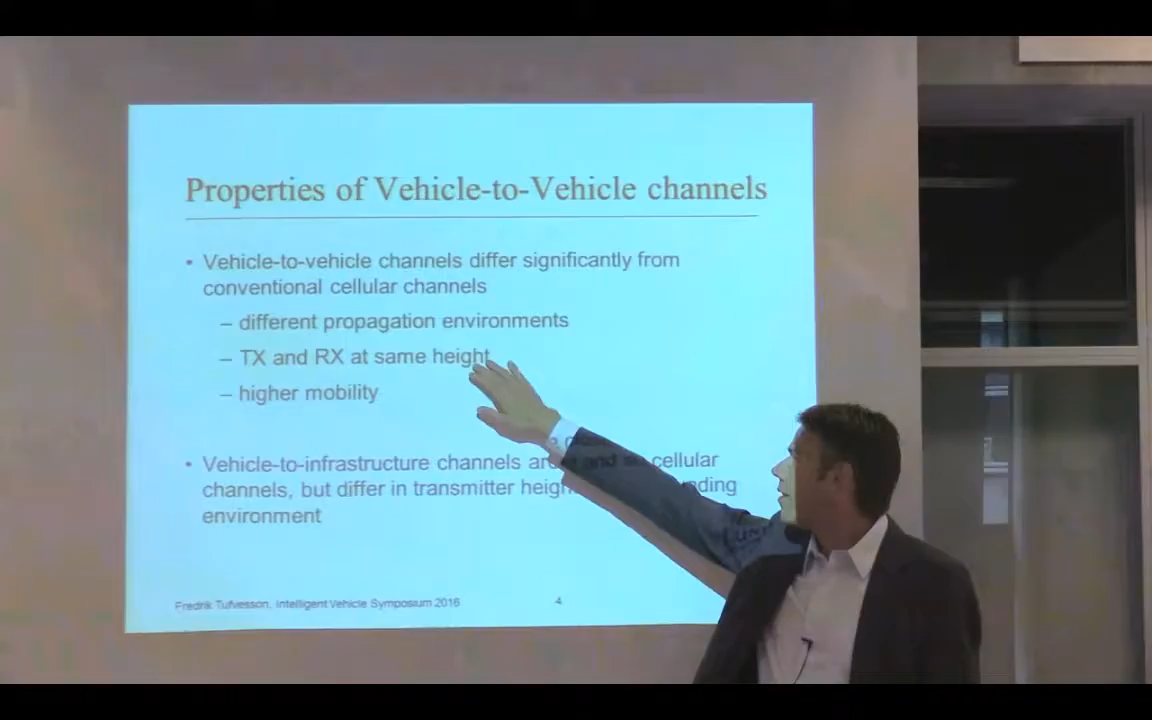 Properties of Vehicle-to-Vehicle channels
• Vehicle-to-vehicle channels differ significantly from
conventional cellular channels
– different propagation environments
– TX and RX at same height
– higher mobility
• Vehicle-to-infrastructure channels are cellular
channels, but differ in transmitter
environment
Fredrik Tufvesson, Intelligent Vehicle Symposium 2016
4